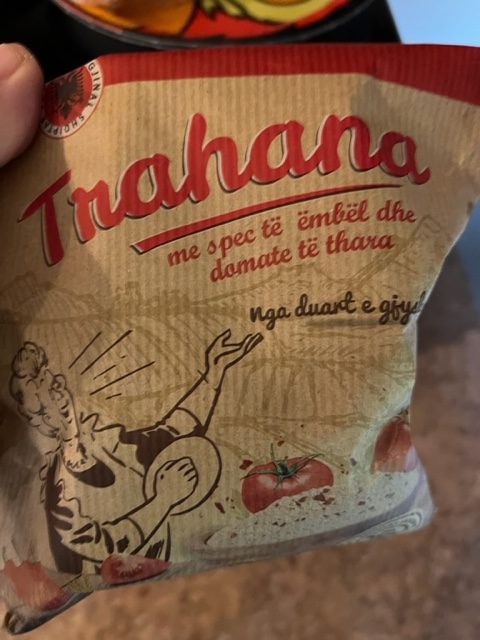 Trahana
me spec të ëmbël dhe
domate të thara
nga duart e